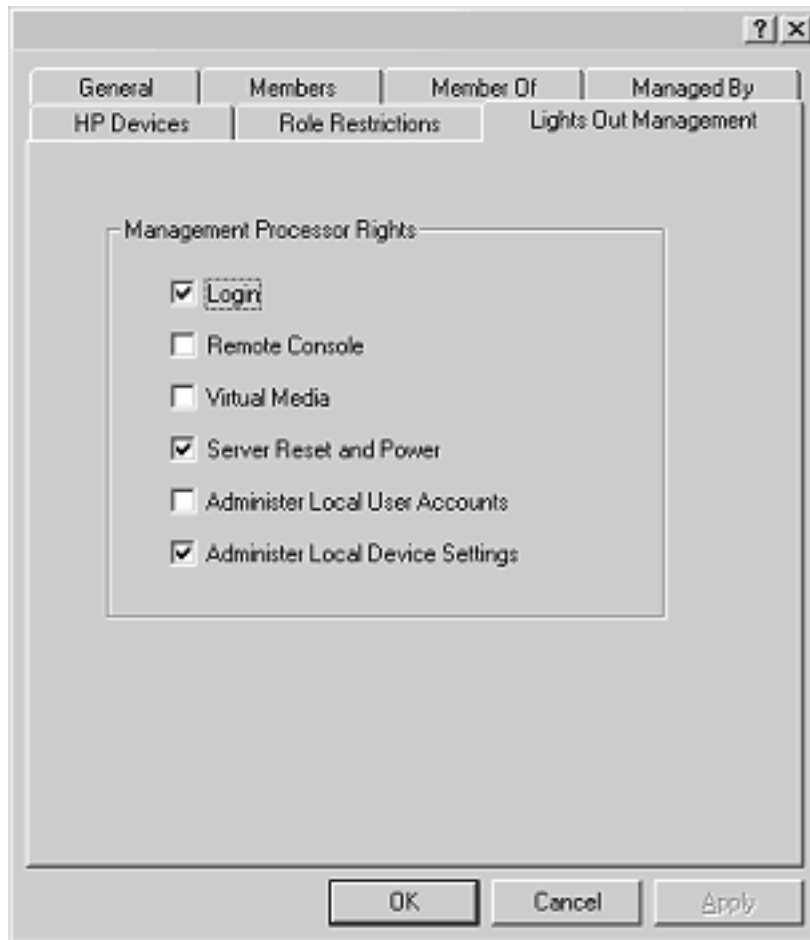 General Members Member Of Managed By
HP Devices Role Restrictions Lights Out Management
Management Processor Rights
Login
Remote Console
Virtual Media
Server Reset and Power
Administer Local User Accounts
Administer Local Device Settings
OK Cancel Apply